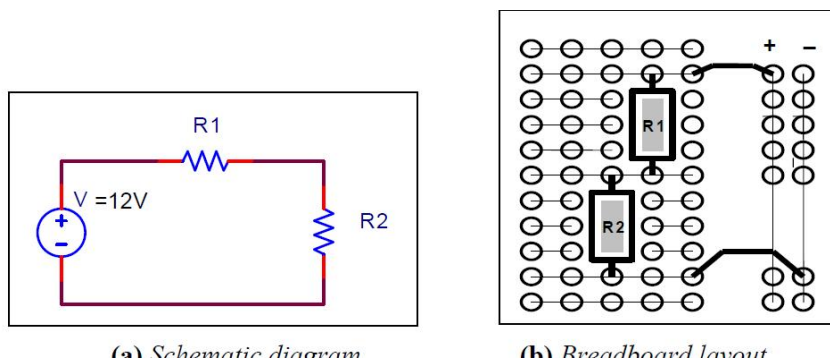 R1
V =12V
+
-
R2
(a) Schematic diagram
+ -
R1
R2
(b) Breadboard layout